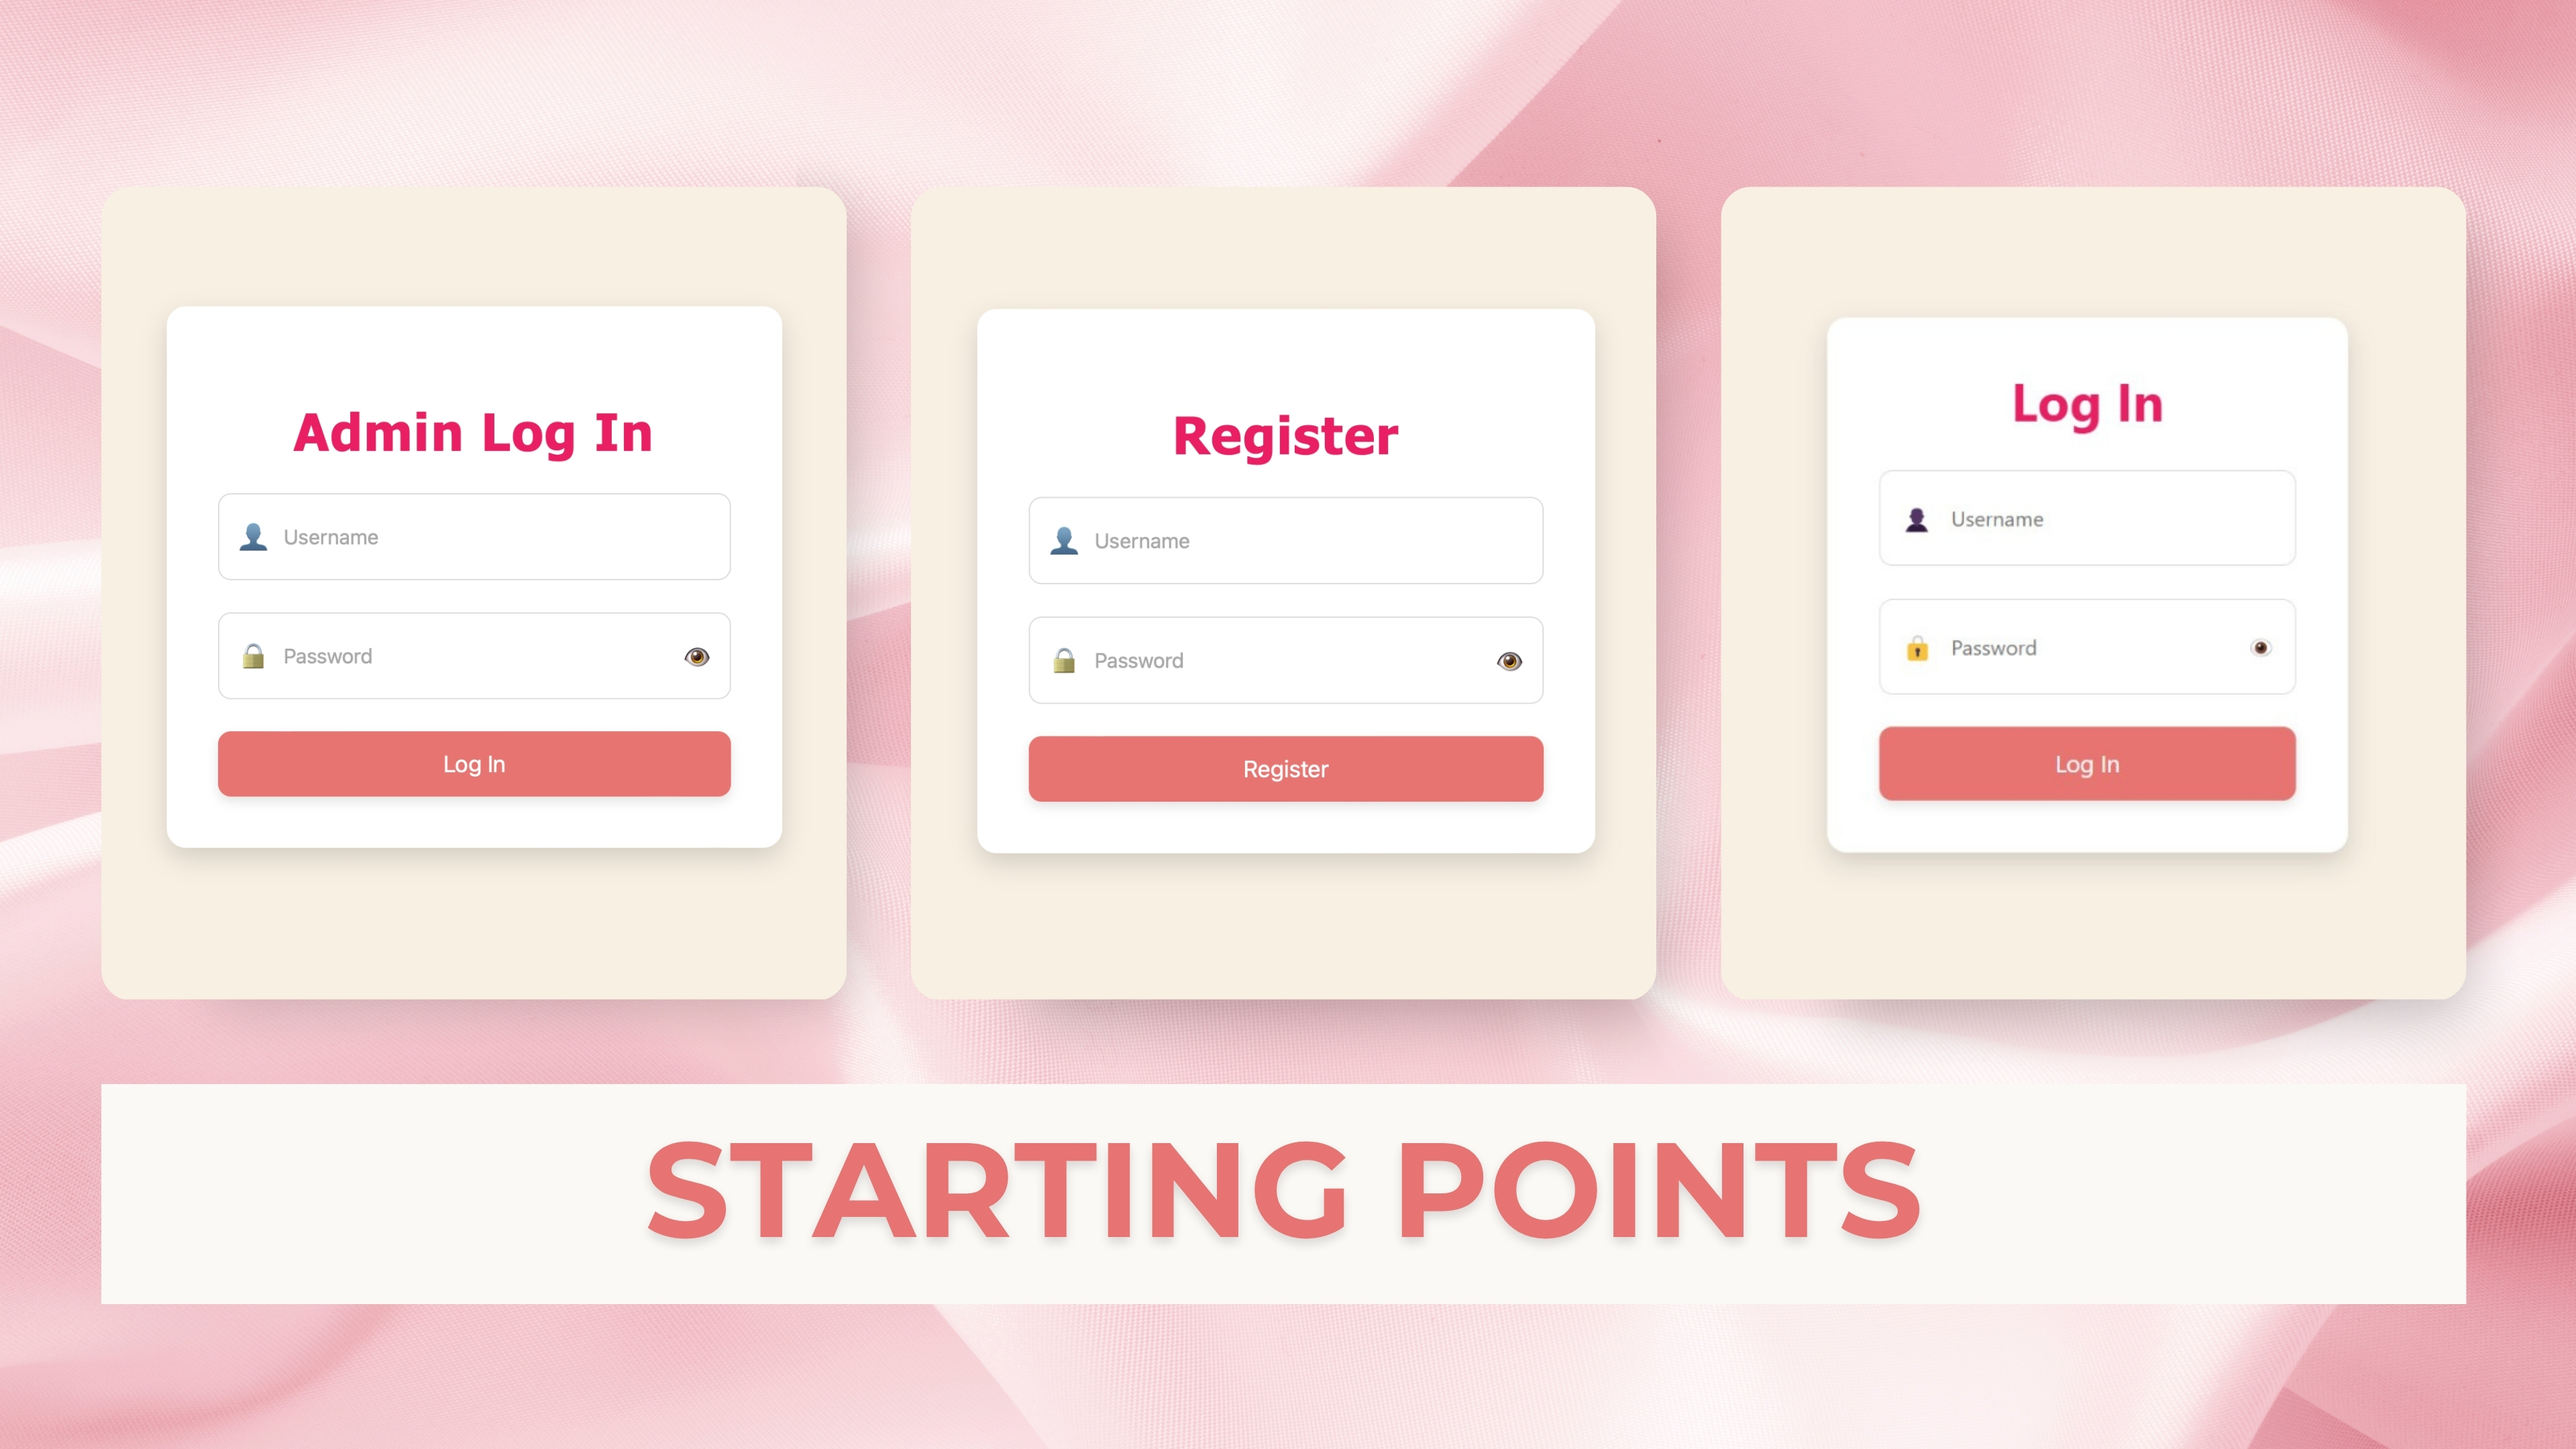 Admin Log In
Username
Password
Log In
Register
Username
Password
Register
Log In
Username
Password
Log In
STARTING POINTS